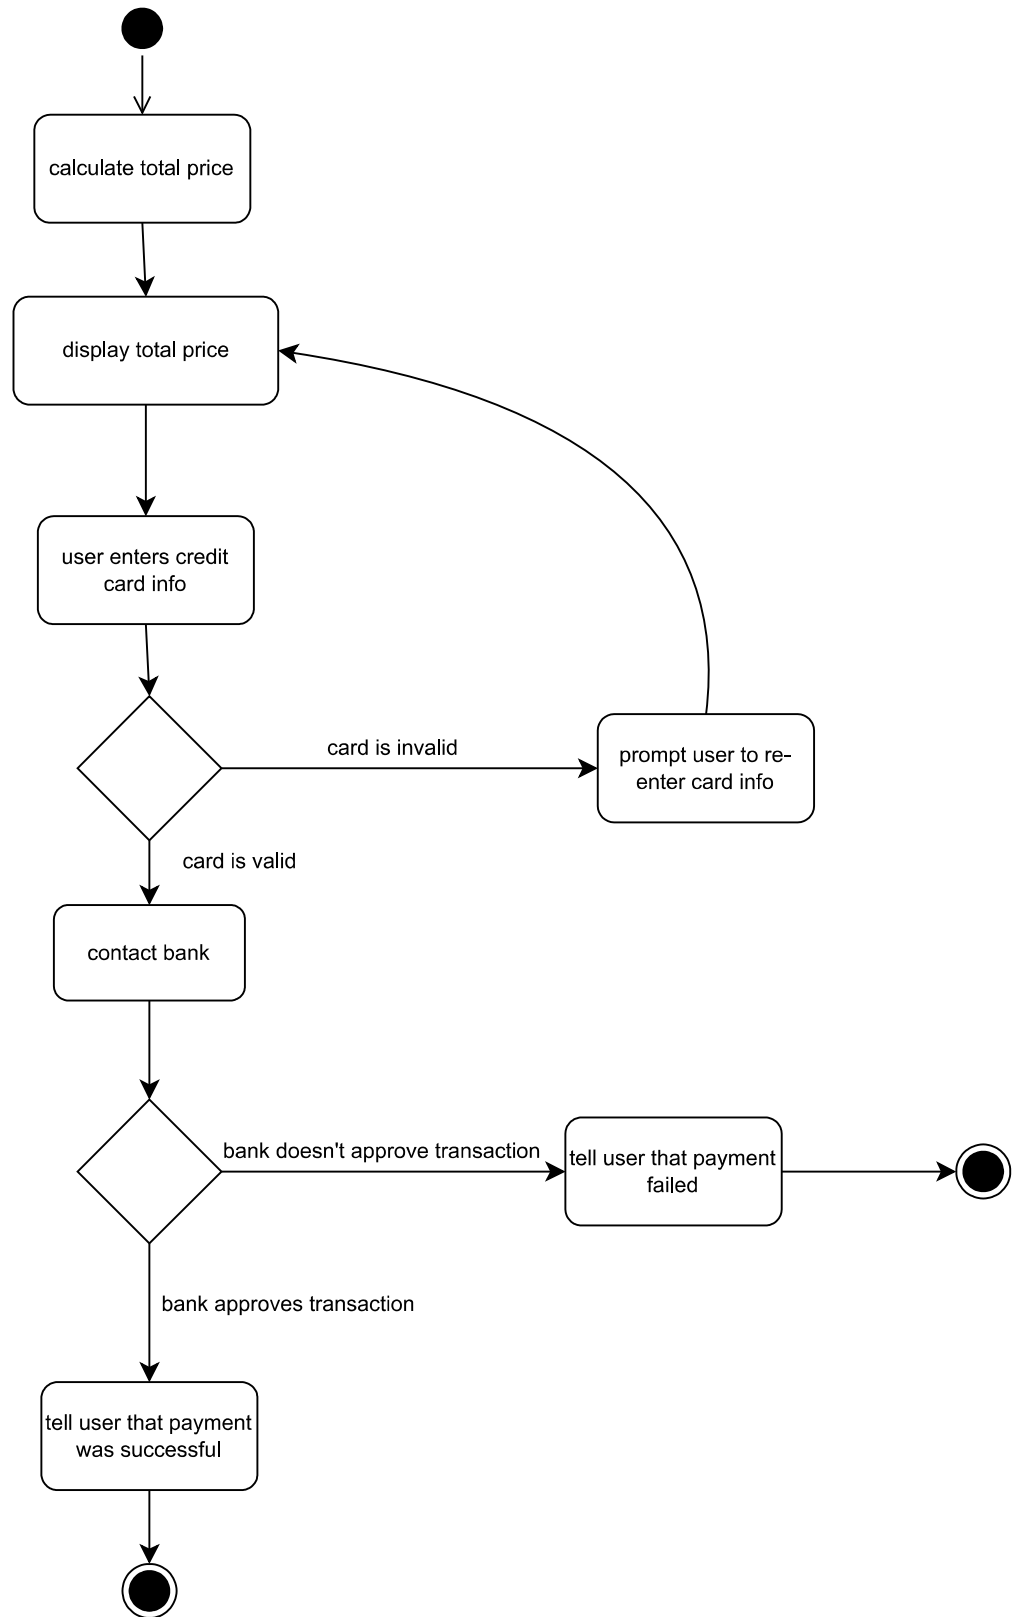 calculate total price
display total price
user enters credit
card info
card is invalid
prompt user to re-
enter card info
card is valid
contact bank
bank doesn't approve transaction
tell user that payment
failed
bank approves transaction
tell user that payment
was successful